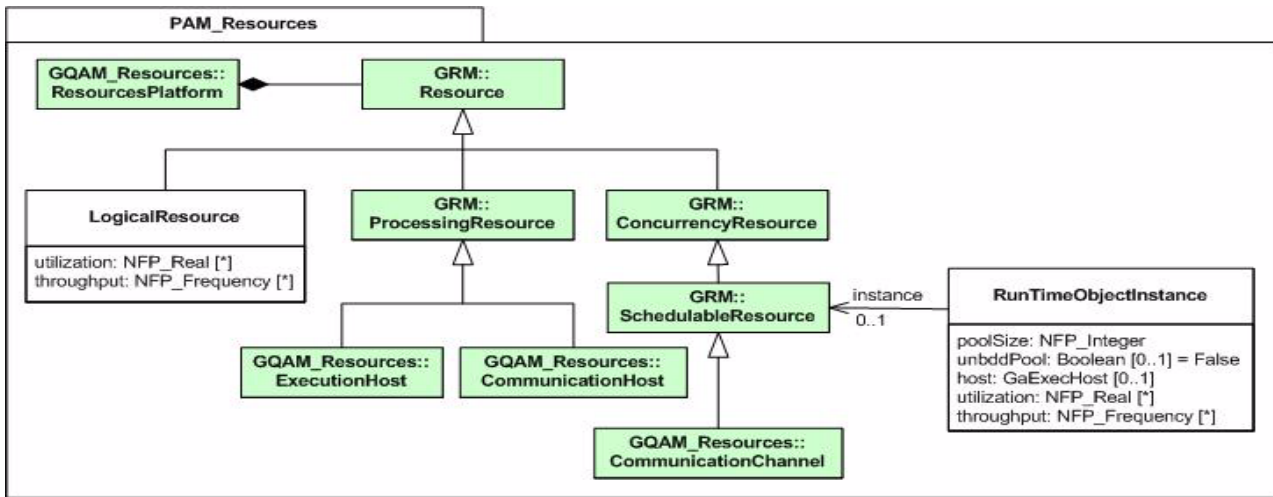 PAM_Resources
GQAM_Resources::
ResourcesPlatform
GRM::
Resource
LogicalResource
utilization: NFP_Real [*]
throughput: NFP_Frequency [*]
GRM::
ProcessingResource
GRM::
ConcurrencyResource
GRM::
SchedulableResource
instance
0..1
RunTimeObjectInstance
poolSize: NFP_Integer
unbddPool: Boolean [0..1] = False
host: GaExecHost [0..1]
utilization: NFP_Real [*]
throughput: NFP_Frequency [*]
GQAM_Resources::
ExecutionHost
GQAM_Resources::
CommunicationHost
GQAM_Resources::
CommunicationChannel